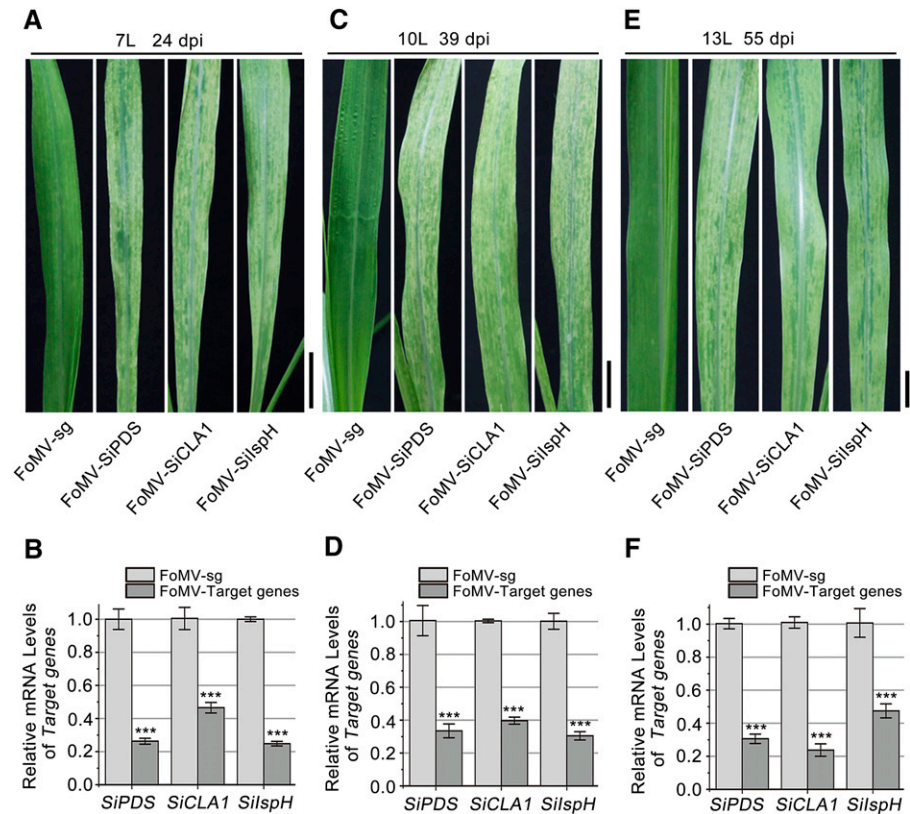 A
C
E
7L 24 dpi
10L 39 dpi
13L 55 dpi
FoMV-sg
FoMV-SiPDS
FoMV-SiCLA1
FoMV-SiIspH
FoMV-sg
FoMV-SiPDS
FoMV-SiCLA1
FoMV-SiIspH
FoMV-sg
FoMV-SiPDS
FoMV-SiCLA1
FoMV-SiIspH
B
FoMV-sg
FoMV-Target genes
Relative mRNA Levels
of Target genes
1.0
0.8
0.6
0.4
0.2
0.0
***
***
***
SiPDS SiCLA1 SiIspH
D
FoMV-sg
FoMV-Target genes
Relative mRNA Levels
of Target genes
1.0
0.8
0.6
0.4
0.2
0.0
***
***
***
SiPDS SiCLA1 SiIspH
F
FoMV-sg
FoMV-Target genes
Relative mRNA Levels
of Target genes
1.0
0.8
0.6
0.4
0.2
0.0
***
***
***
SiPDS SiCLA1 SiIspH